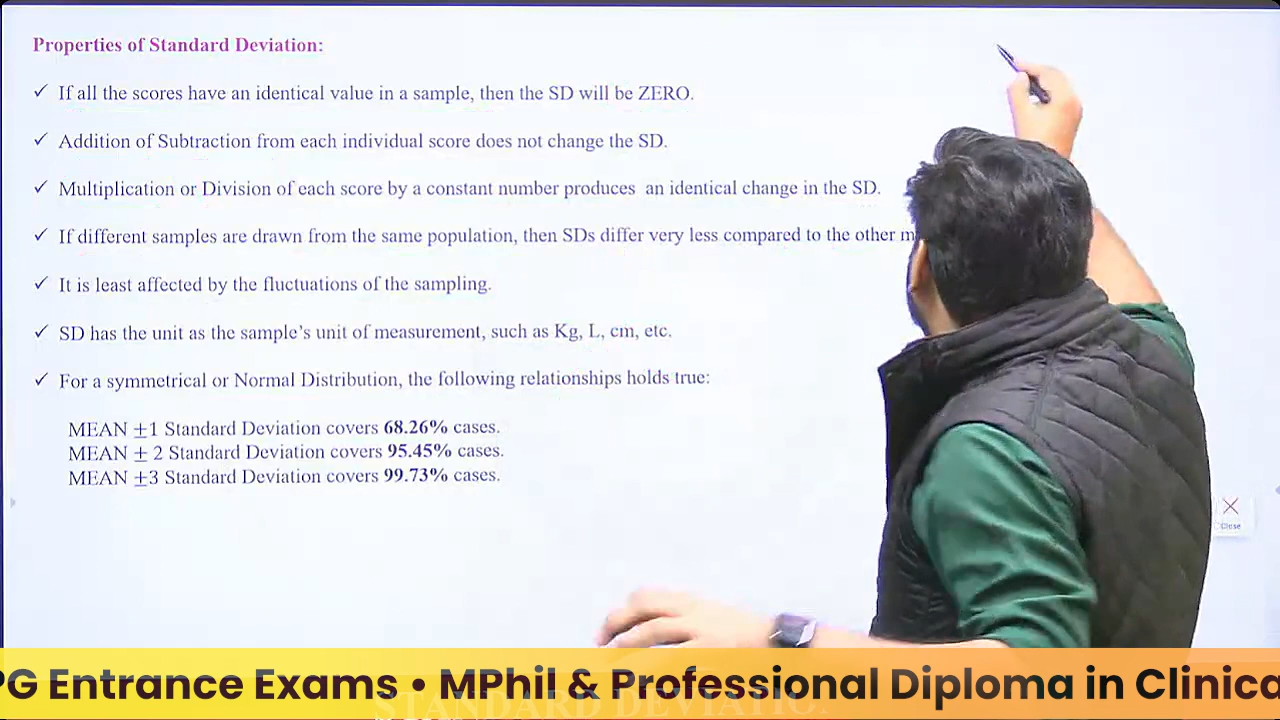 Properties of Standard Deviation:
✓ If all the scores have an identical value in a sample, then the SD will be ZERO.
✓ Addition of Subtraction from each individual score does not change the SD.
✓ Multiplication or Division of each score by a constant number produces an identical change in the SD.
✓ If different samples are drawn from the same population, then SDs differ very less compared to the other
✓ It is least affected by the fluctuations of the sampling.
✓ SD has the unit as the sample's unit of measurement, such as Kg, L, cm, etc.
✓ For a symmetrical or Normal Distribution, the following relationships holds true:
MEAN ±1 Standard Deviation covers 68.26% cases.
MEAN ± 2 Standard Deviation covers 95.45% cases.
MEAN ±3 Standard Deviation covers 99.73% cases.
Close
PG Entrance Exams • MPhil & Professional Diploma in Clinica
STANDARD DEVIATION